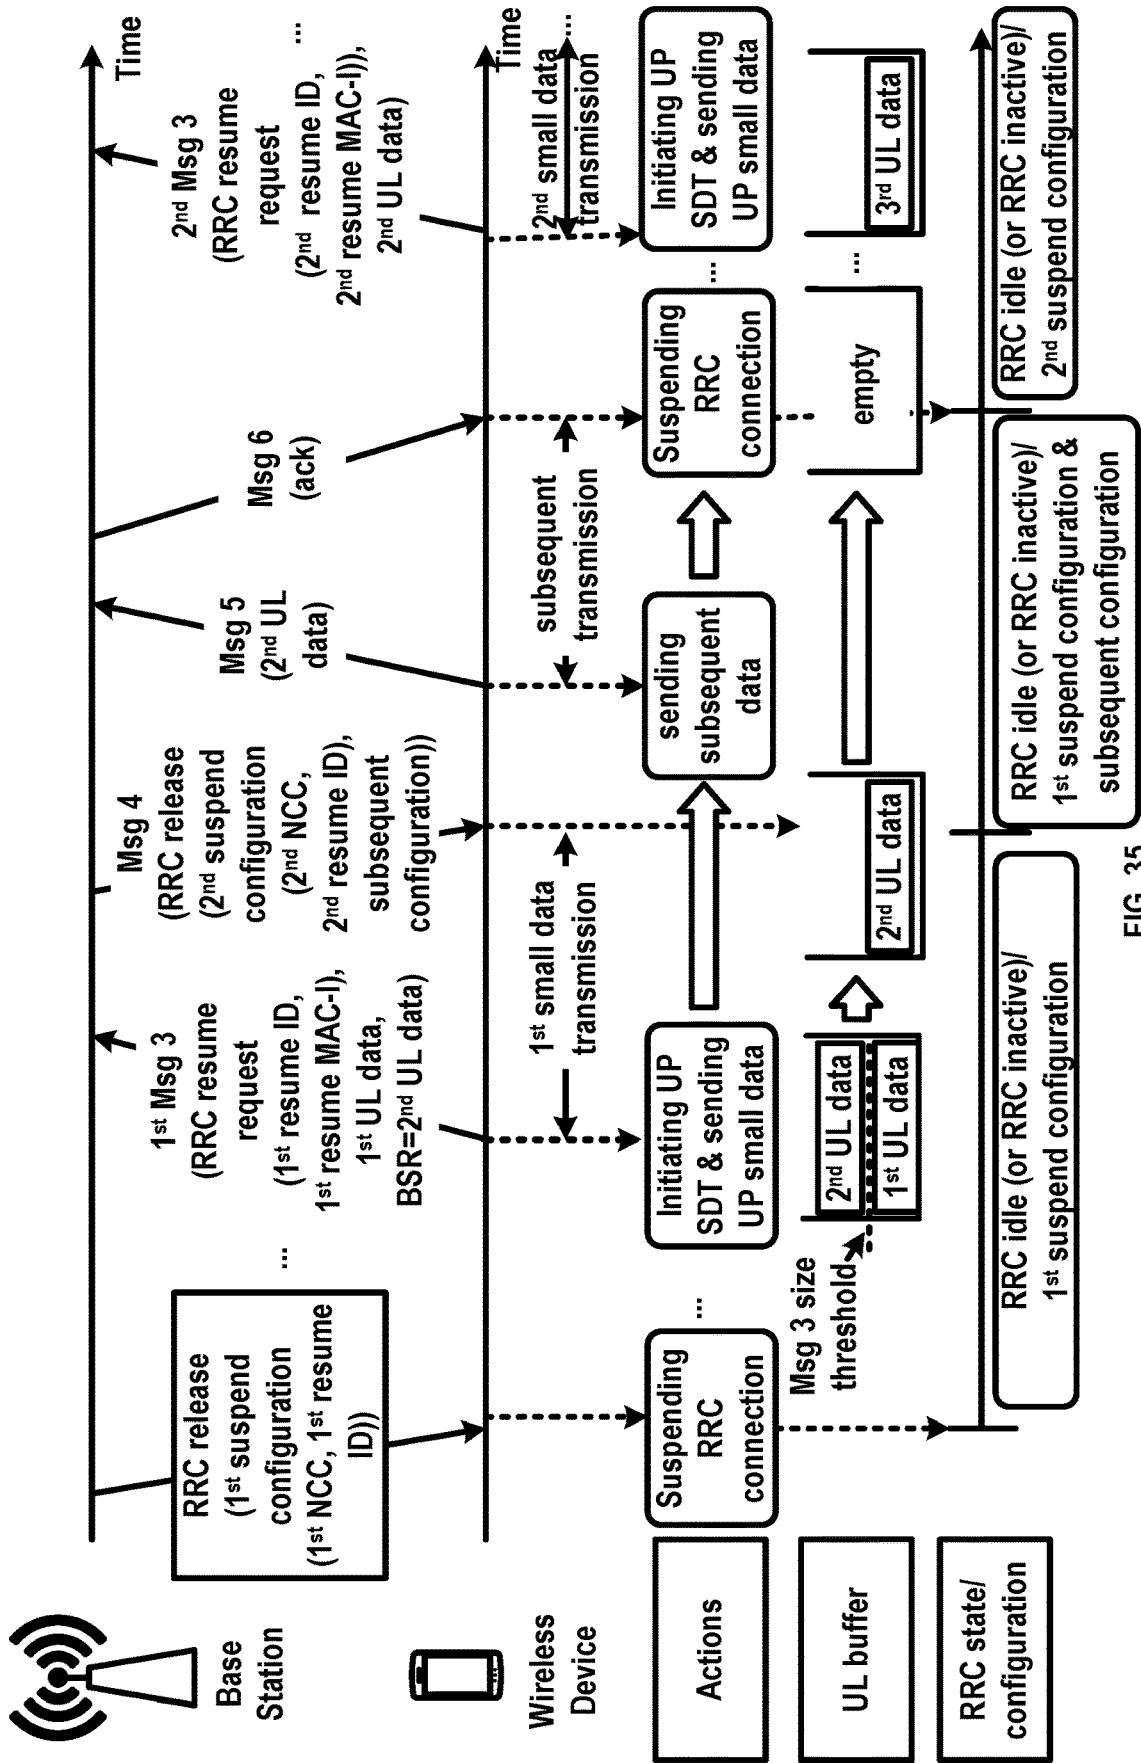 Base
Station
RRC release
(1st suspend
configuration
(1st NCC, 1st resume
ID))
...
1st Msg 3
(RRC resume
request
(1st resume ID,
1st resume MAC-I),
1st UL data,
BSR=2nd UL data)
Msg 4
(RRC release
(2nd suspend
configuration
(2nd NCC,
2nd resume ID),
subsequent
configuration))
Msg 5
(2nd UL
data)
Msg 6
(ack)
2nd Msg 3
(RRC resume
request
(2nd resume ID,
2nd resume MAC-I)),
2nd UL data)
...
Time
Wireless
Device
1st small data
transmission
subsequent
transmission
2nd small data
transmission
...
Time
Actions
Suspending
RRC
connection
...
Initiating UP
SDT & sending
UP small data
sending
subsequent
data
Suspending
RRC
connection
...
Initiating UP
SDT & sending
UP small data
UL buffer
Msg 3 size
threshold
2nd UL data
1st UL data
2nd UL data
empty
...
3rd UL data
RRC state/
configuration
RRC idle (or RRC inactive)/
1st suspend configuration
RRC idle (or RRC inactive)/
1st suspend configuration &
subsequent configuration
RRC idle (or RRC inactive)/
2nd suspend configuration
FIG. 35